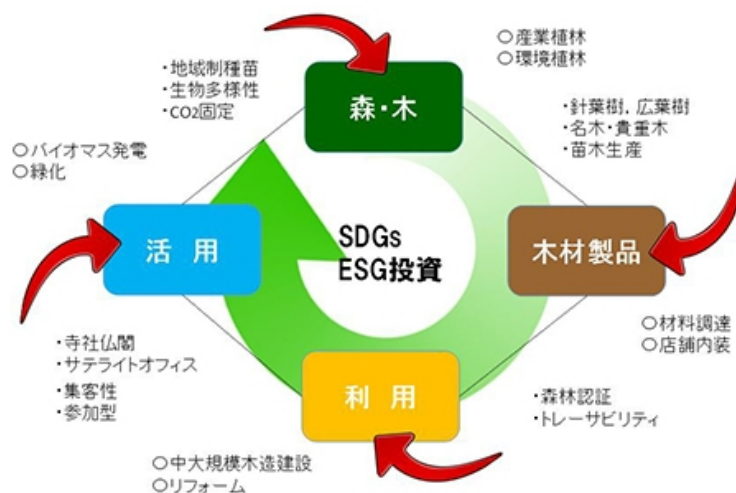 ○産業植林
○環境植林
・地域制種苗
・生物多様性
・CO2固定
森・木
・針葉樹，広葉樹
・名木・貴重木
・苗木生産
○バイオマス発電
○緑化
活 用
SDGs
ESG投資
木材製品
・寺社仏閣
・サテライトオフィス
・集客性
・参加型
○材料調達
○店舗内装
利 用
・森林認証
・トレーサビリティ
○中大規模木造建設
○リフォーム